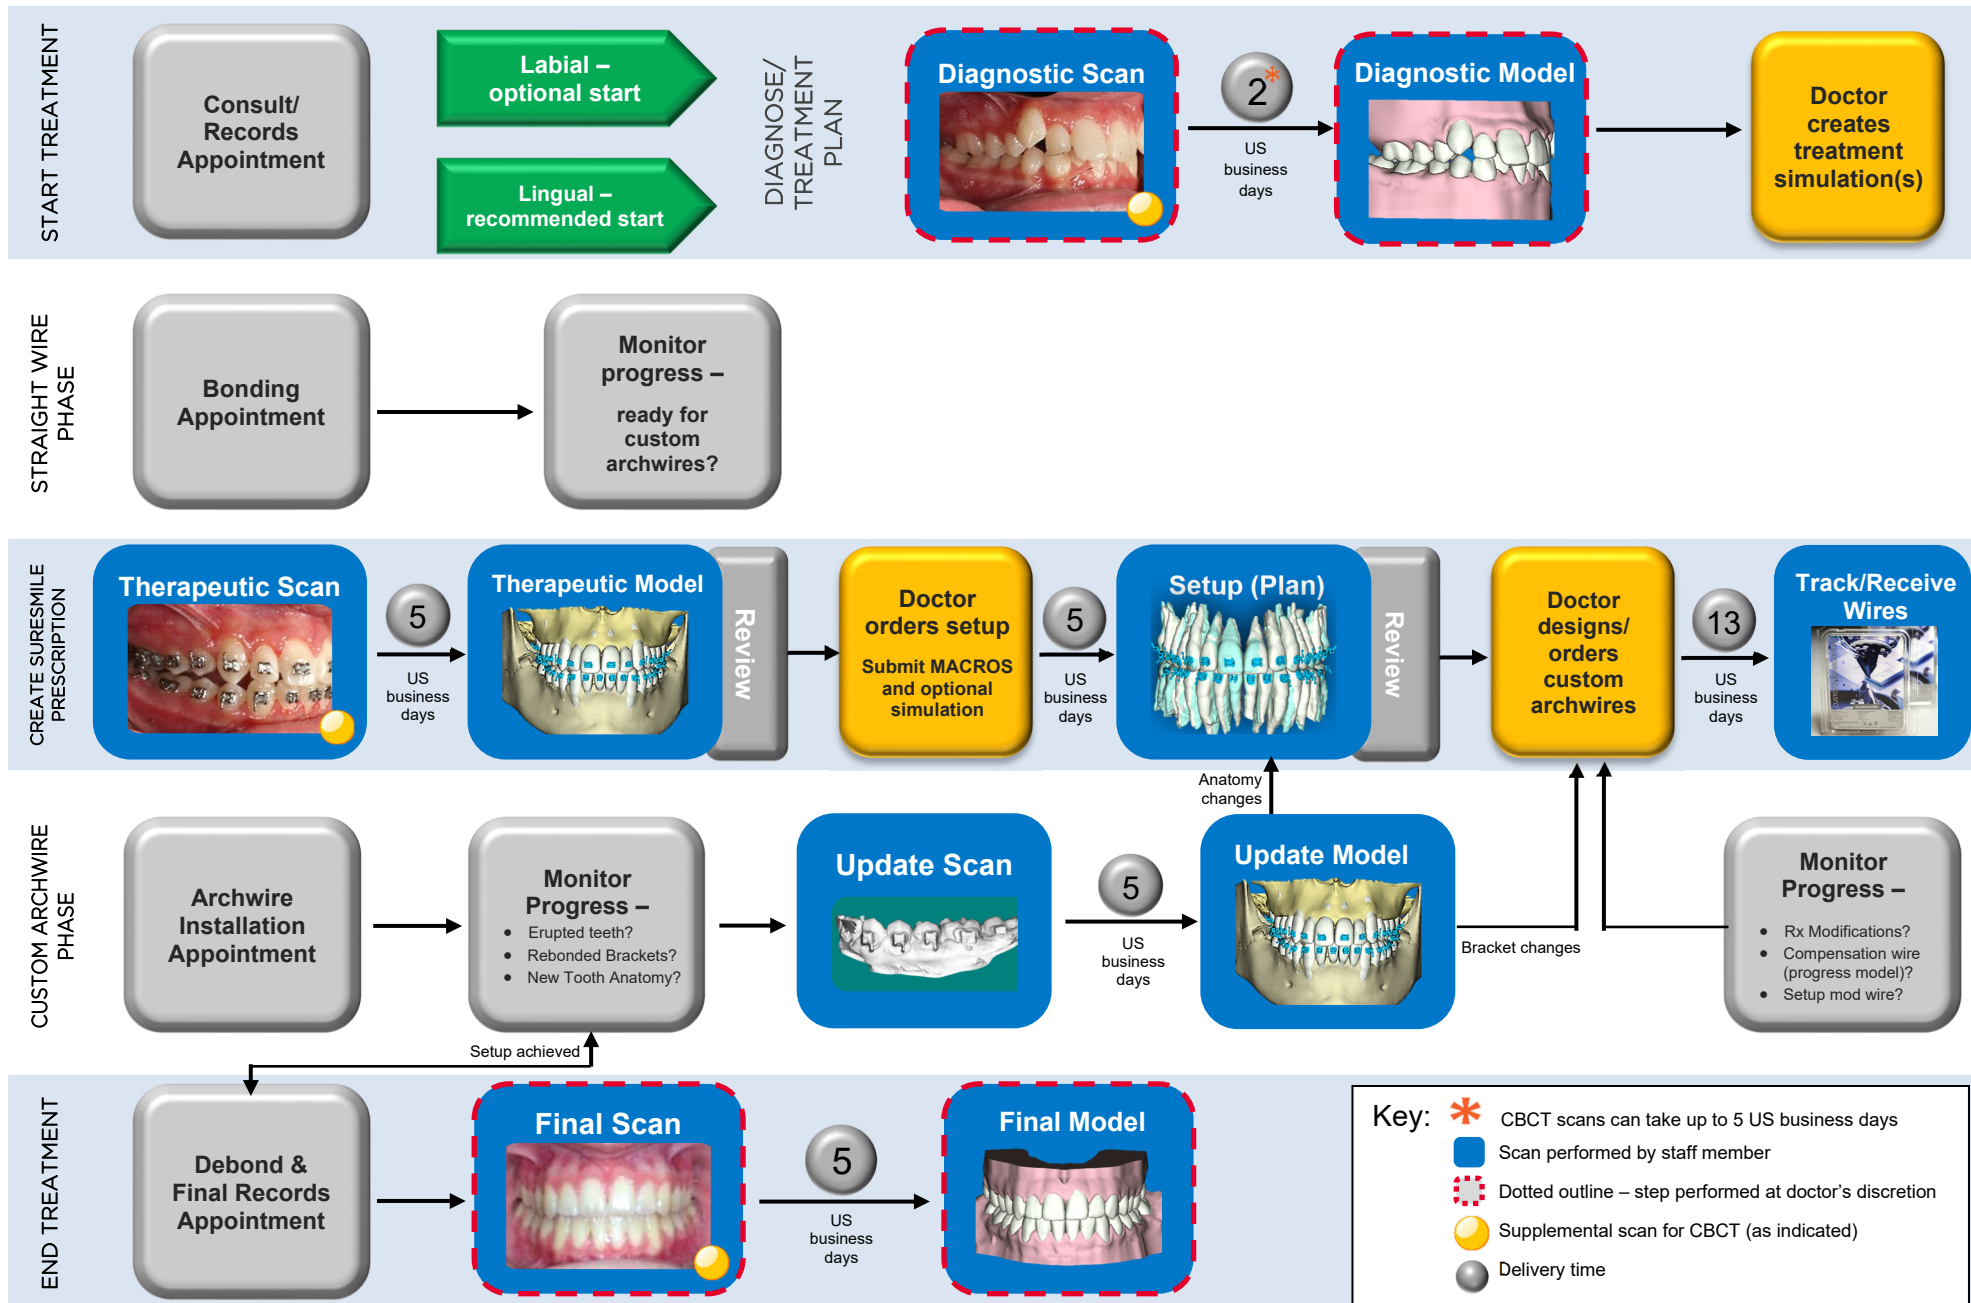 START TREATMENT
Consult/
Records
Appointment
Labial –
optional start
Lingual –
recommended start
DIAGNOSE/
TREATMENT
PLAN
Diagnostic Scan
2*
US
business
days
Diagnostic Model
Doctor
creates
treatment
simulation(s)
STRAIGHT WIRE
PHASE
Bonding
Appointment
Monitor
progress –
ready for
custom
archwires?
CREATE SURESMILE
PRESCRIPTION
Therapeutic Scan
5
US
business
days
Therapeutic Model
Review
Doctor
orders setup
Submit MACROS
and optional
simulation
5
US
business
days
Setup (Plan)
Review
Doctor
designs/
orders
custom
archwires
13
US
business
days
Track/Receive
Wires
Anatomy
changes
CUSTOM ARCHWIRE
PHASE
Archwire
Installation
Appointment
Monitor
Progress –
• Erupted teeth?
• Rebonded Brackets?
• New Tooth Anatomy?
Update Scan
5
US
business
days
Update Model
Bracket changes
Monitor
Progress –
• Rx Modifications?
• Compensation wire
(progress model)?
• Setup mod wire?
Setup achieved
END TREATMENT
Debond &
Final Records
Appointment
Final Scan
5
US
business
days
Final Model
Key:
* CBCT scans can take up to 5 US business days
Scan performed by staff member
Dotted outline – step performed at doctor's discretion
Supplemental scan for CBCT (as indicated)
Delivery time